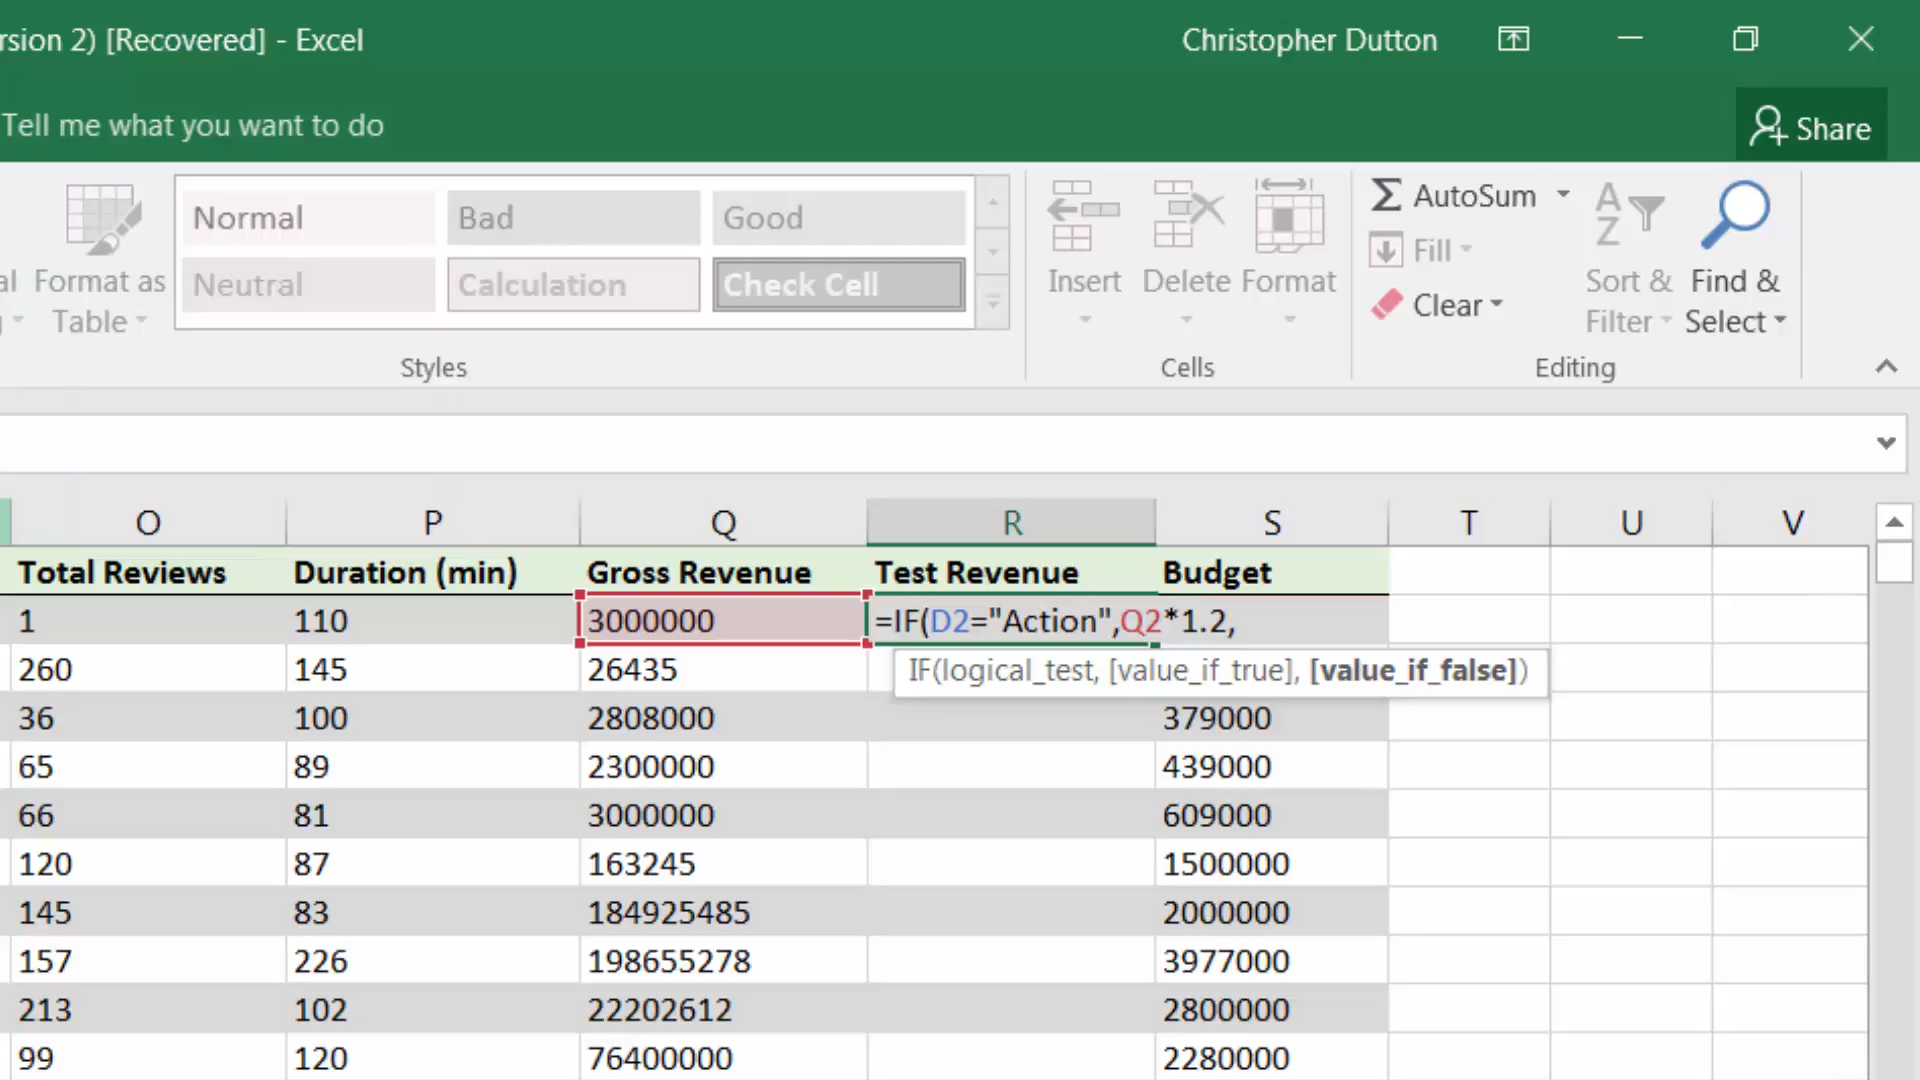 rsion 2) [Recovered] - Excel
Christopher Dutton
Tell me what you want to do
Share
Normal Bad Good
Neutral Calculation Check Cell
al Format as Table
Styles
Insert Delete Format
Cells
AutoSum
Fill
Clear
Sort & Filter
Find & Select
Editing
O P Q R S T U V
Total Reviews Duration (min) Gross Revenue Test Revenue Budget
1 110 3000000 =IF(D2="Action",Q2*1.2,
260 145 26435 IF(logical_test, [value_if_true], [value_if_false])
36 100 2808000 379000
65 89 2300000 439000
66 81 3000000 609000
120 87 163245 1500000
145 83 184925485 2000000
157 226 198655278 3977000
213 102 22202612 2800000
99 120 76400000 2280000